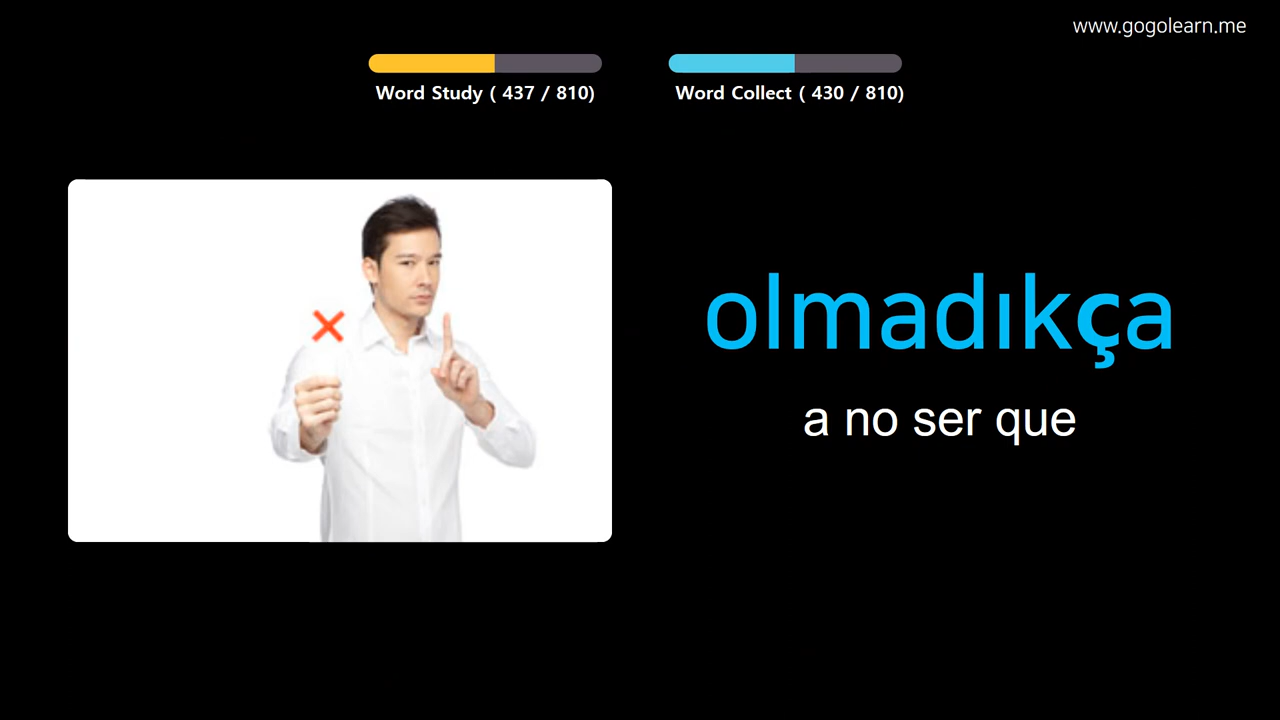 www.gogolearn.me
Word Study ( 437 / 810)
Word Collect ( 430 / 810)
olmadıkça
a no ser que